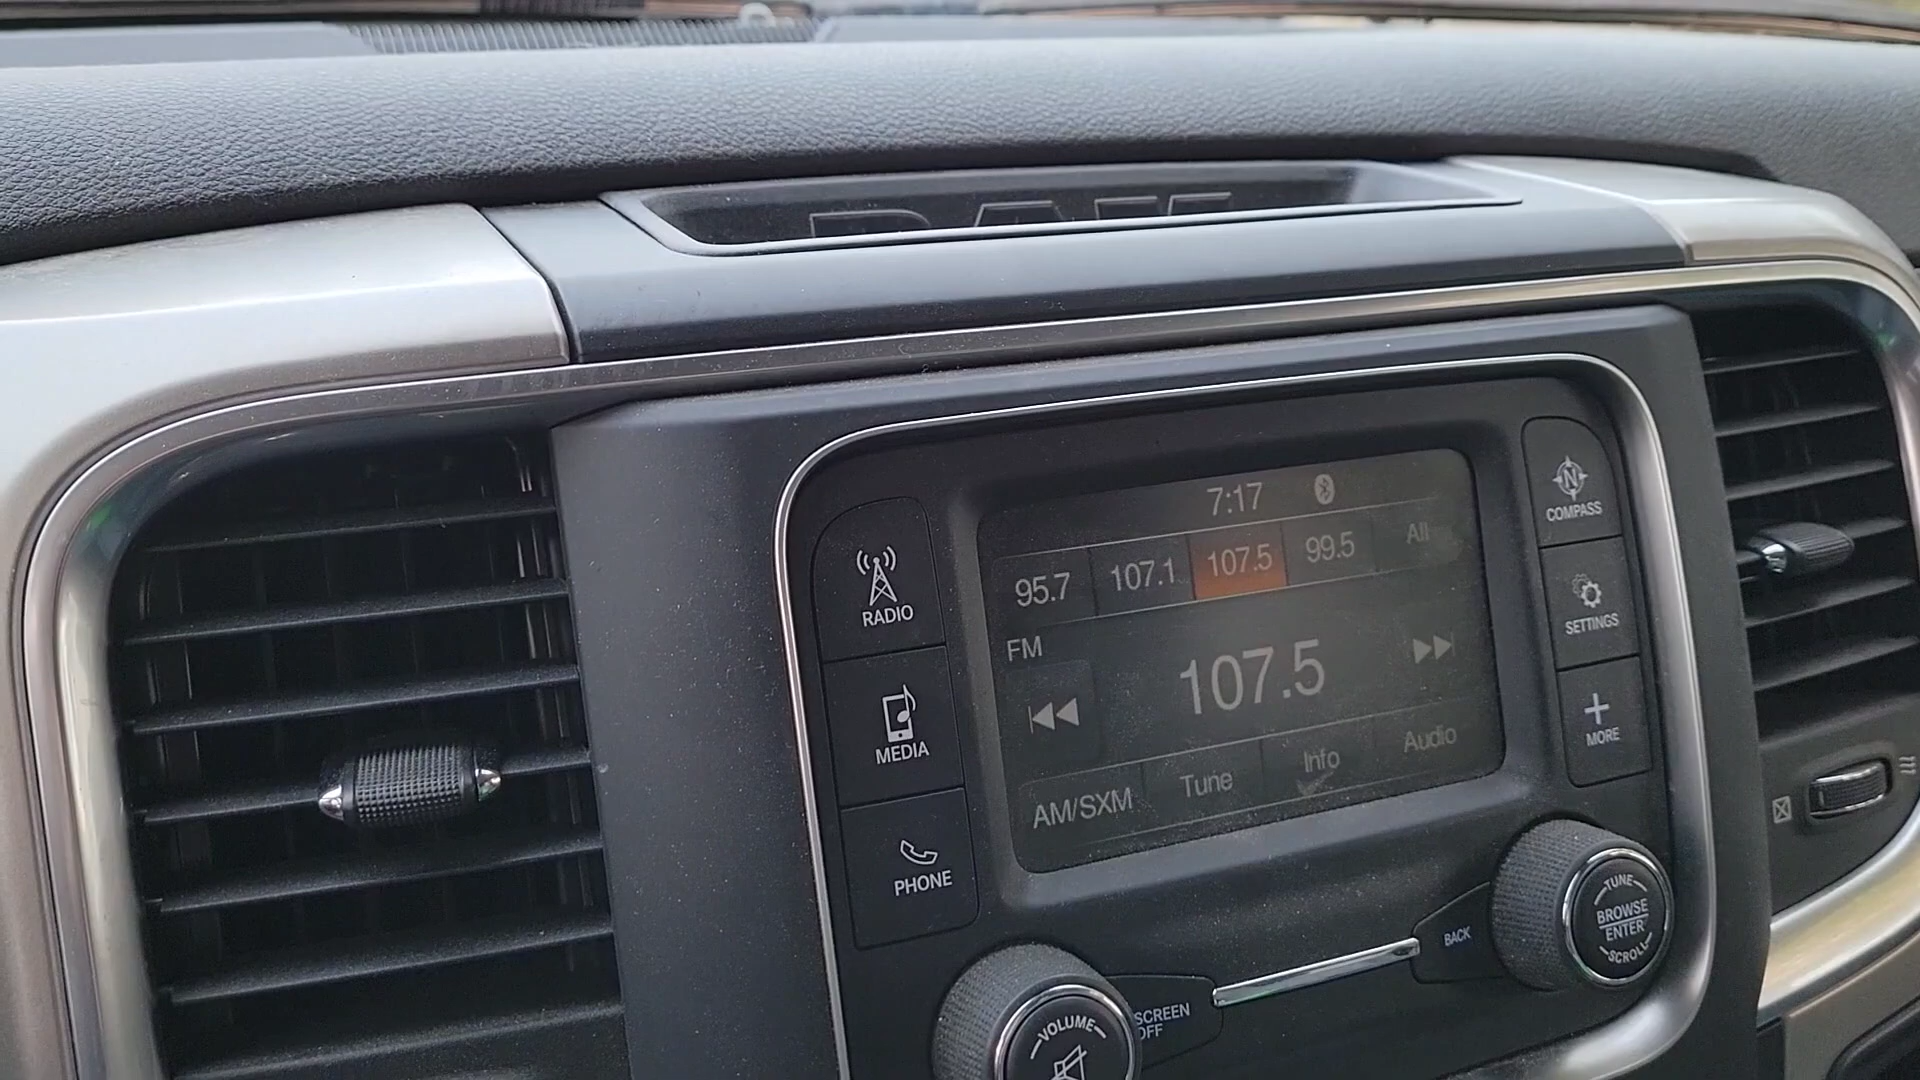 RAM
7:17
95.7 107.1 107.5 99.5 All
FM
107.5
AM/SXM Tune Info Audio
RADIO
MEDIA
PHONE
COMPASS
N
SETTINGS
MORE
VOLUME
SCREEN
OFF
BACK
TUNE
BROWSE
ENTER
SCROLL